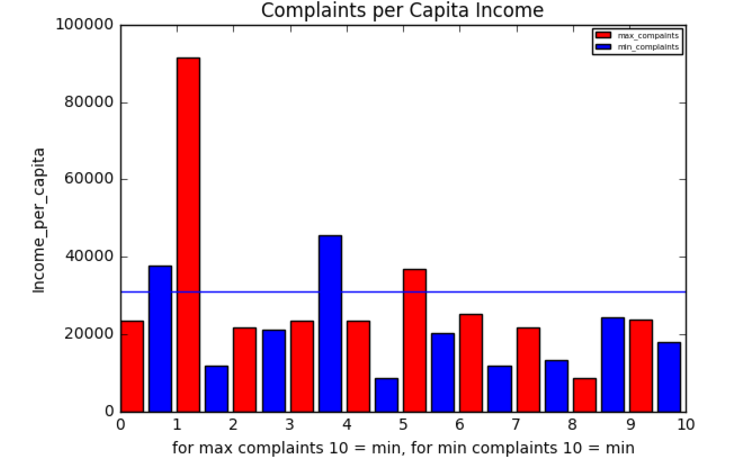 Complaints per Capita Income
max_compaints
min_complaints
100000
80000
60000
40000
20000
0
Income_per_capita
0 1 2 3 4 5 6 7 8 9 10
for max complaints 10 = min, for min complaints 10 = min